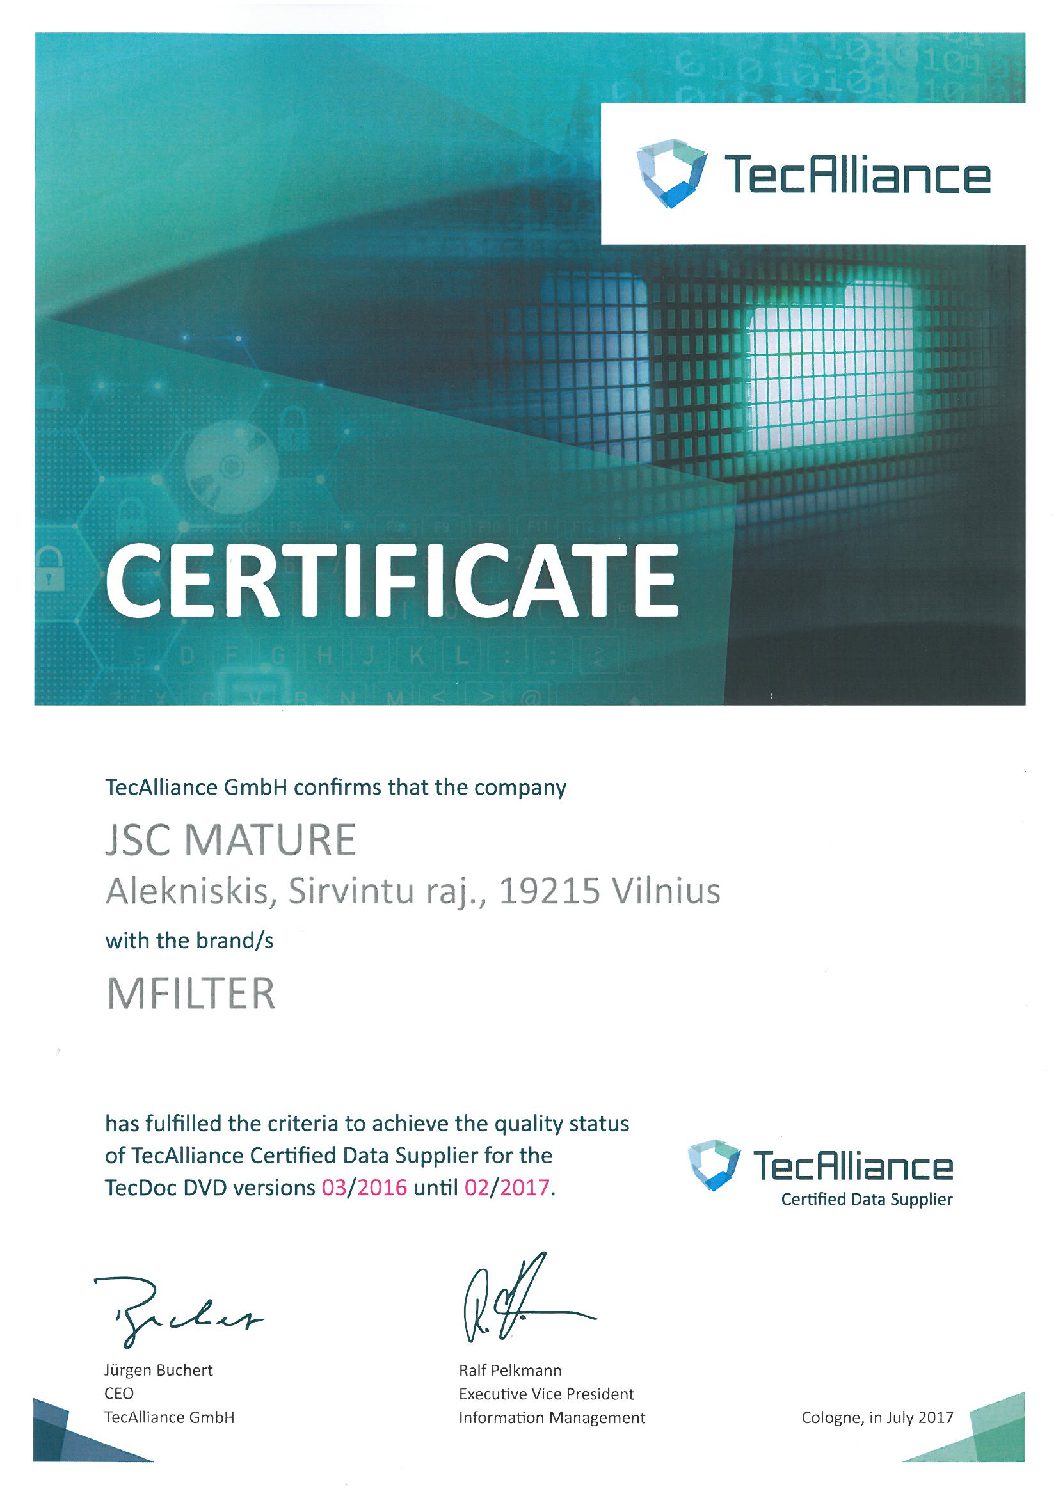 TecAlliance
CERTIFICATE
TecAlliance GmbH confirms that the company
JSC MATURE
Alekniskis, Sirvintu raj., 19215 Vilnius
with the brand/s
MFILTER
has fulfilled the criteria to achieve the quality status
of TecAlliance Certified Data Supplier for the
TecDoc DVD versions 03/2016 until 02/2017.
TecAlliance
Certified Data Supplier
Jürgen Buchert
CEO
TecAlliance GmbH
Ralf Pelkmann
Executive Vice President
Information Management
Cologne, in July 2017